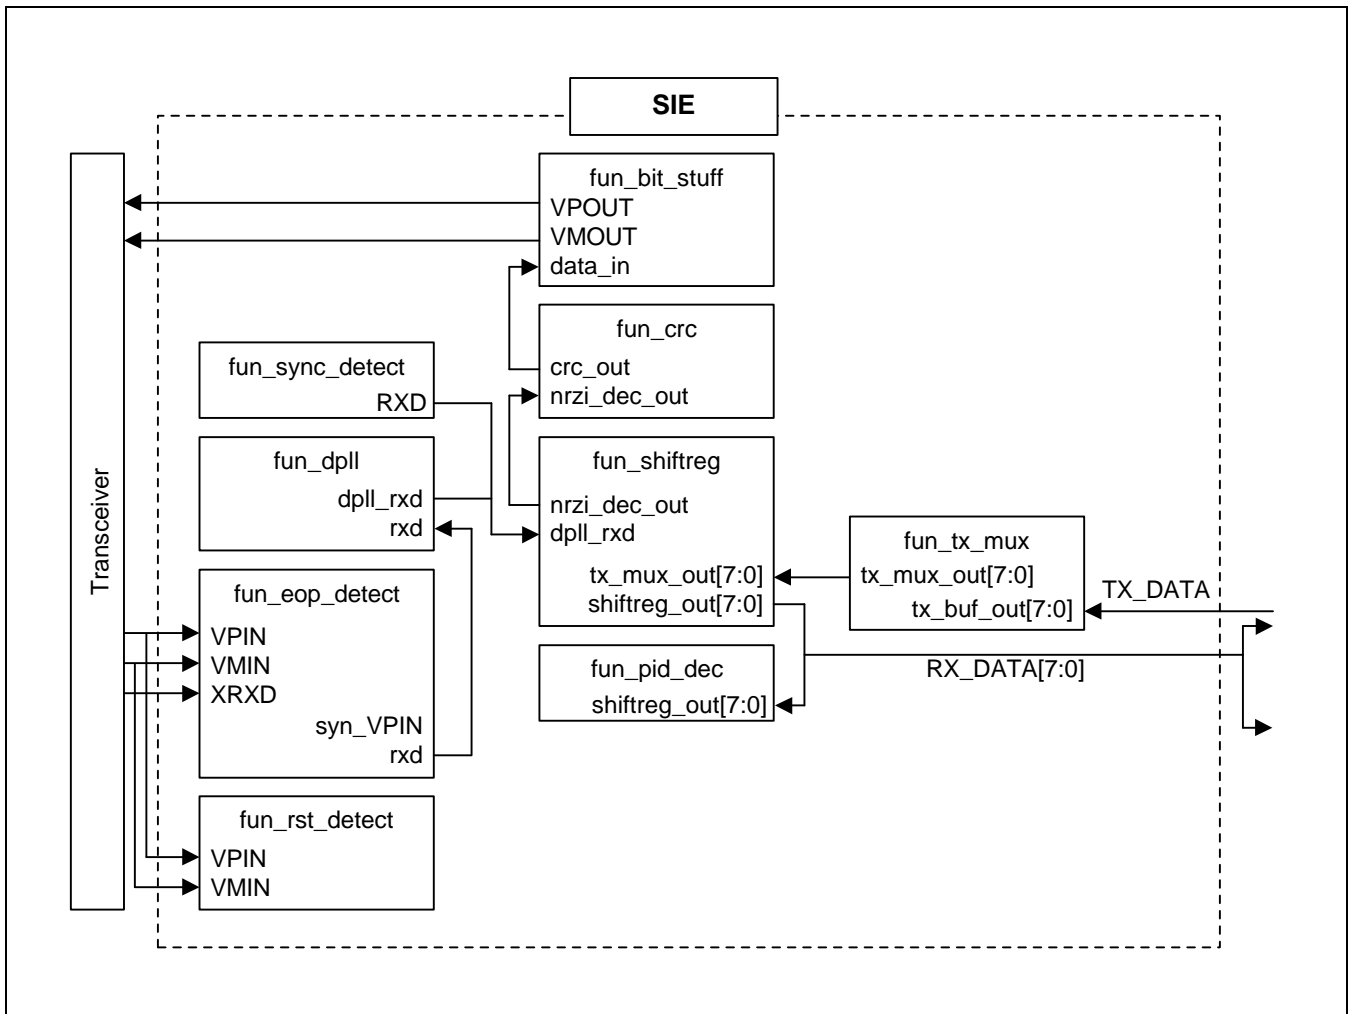 SIE
fun_bit_stuff
VPOUT
VMOUT
data_in
fun_crc
crc_out
nrzi_dec_out
fun_sync_detect
RXD
fun_dpll
dpll_rxd
rxd
fun_shiftreg
nrzi_dec_out
dpll_rxd
tx_mux_out[7:0]
shiftreg_out[7:0]
fun_tx_mux
tx_mux_out[7:0]
tx_buf_out[7:0]
TX_DATA
Transceiver
fun_eop_detect
VPIN
VMIN
XRXD
syn_VPIN
rxd
fun_pid_dec
shiftreg_out[7:0]
RX_DATA[7:0]
fun_rst_detect
VPIN
VMIN